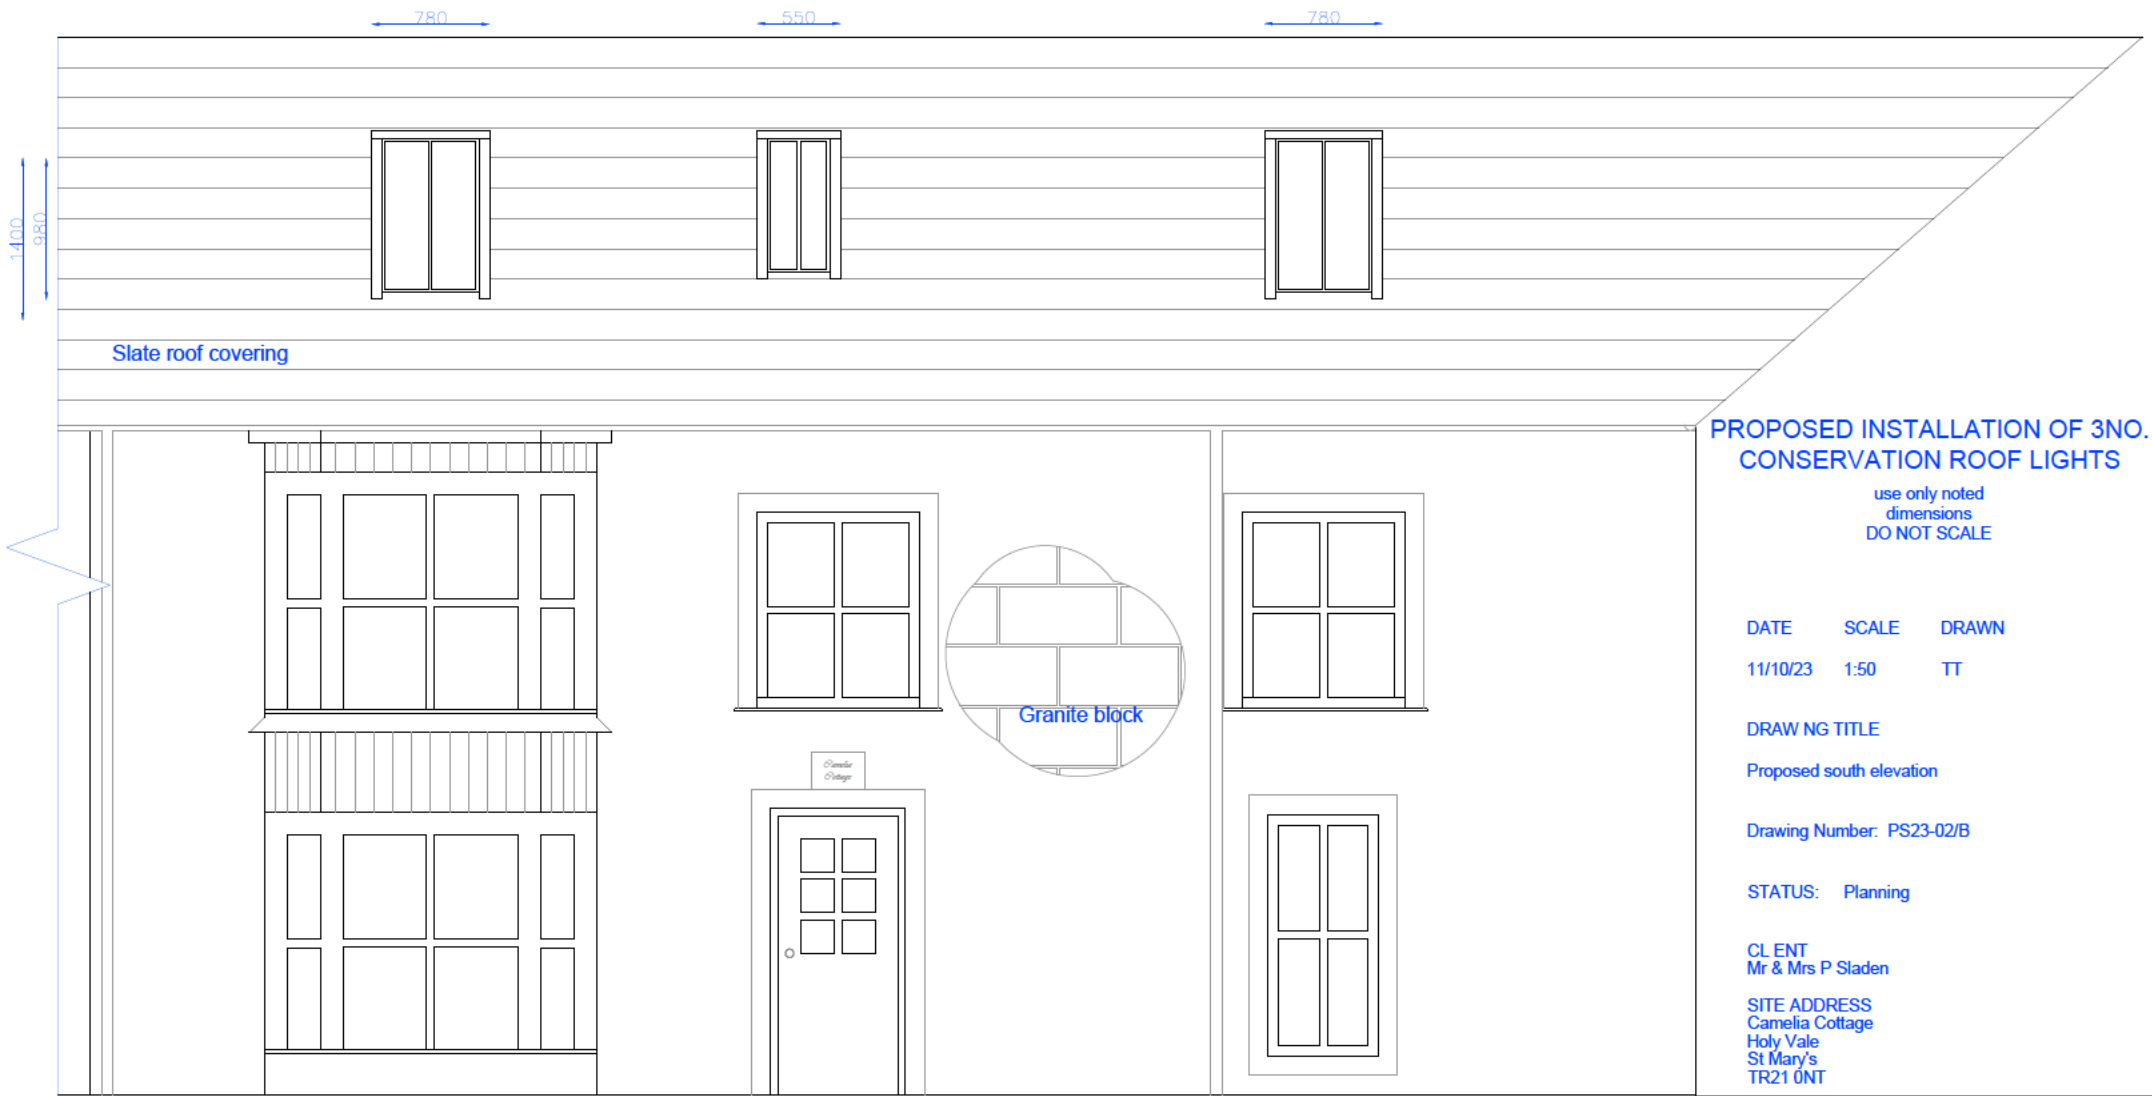 780
550
780
1400
980
Slate roof covering
PROPOSED INSTALLATION OF 3NO.
CONSERVATION ROOF LIGHTS
use only noted
dimensions
DO NOT SCALE
DATE SCALE DRAWN
11/10/23 1:50 TT
Granite block
DRAW NG TITLE
Camelia
Cottage
Proposed south elevation
Drawing Number: PS23-02/B
STATUS: Planning
CL ENT
Mr & Mrs P Sladen
SITE ADDRESS
Camelia Cottage
Holy Vale
St Mary's
TR21 0NT